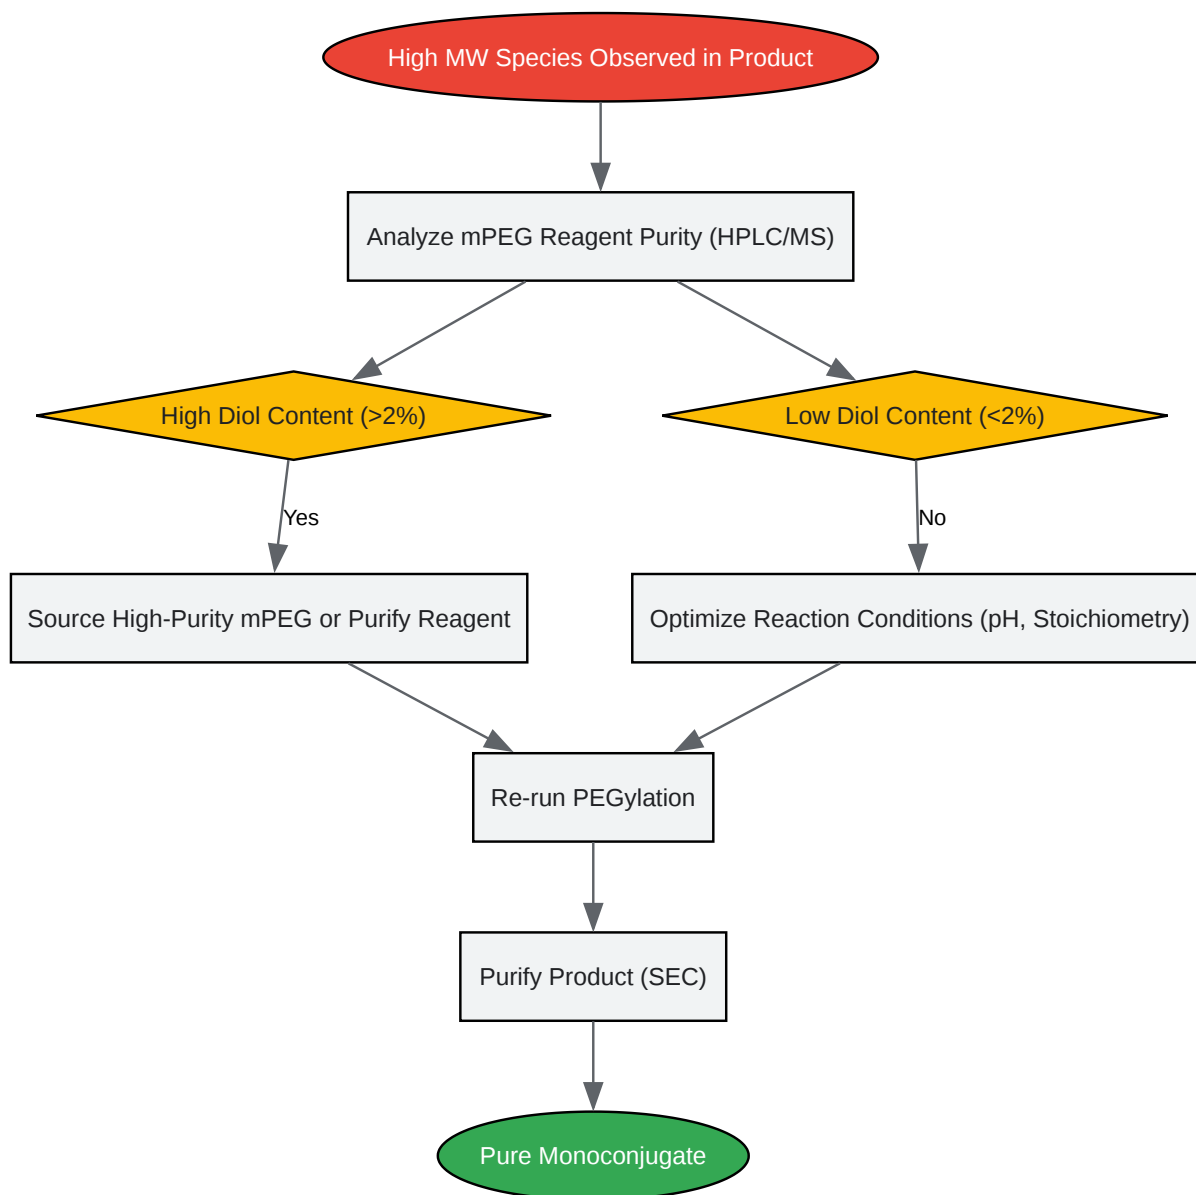 High MW Species Observed in Product
Analyze mPEG Reagent Purity (HPLC/MS)
High Diol Content (>2%)
Low Diol Content (<2%)
Yes
No
Source High-Purity mPEG or Purify Reagent
Optimize Reaction Conditions (pH, Stoichiometry)
Re-run PEGylation
Purify Product (SEC)
Pure Monoconjugate